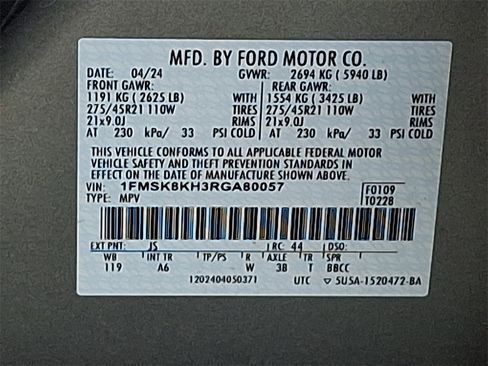 MFD. BY FORD MOTOR CO.
DATE: 04/24 GVWR: 2694 KG ( 5940 LB)
FRONT GAWR: REAR GAWR:
1191 KG ( 2625 LB) WITH 1554 KG ( 3425 LB) WITH
275/45R21 110W TIRES 275/45R21 110W TIRES
21x9.0J RIMS 21x9.0J RIMS
AT 230 kPa/ 33 PSI COLD AT 230 kPa/ 33 PSI COLD
THIS VEHICLE CONFORMS TO ALL APPLICABLE FEDERAL MOTOR
VEHICLE SAFETY AND THEFT PREVENTION STANDARDS IN
EFFECT ON THE DATE OF MANUFACTURE SHOWN ABOVE.
VIN: 1FMSK8KH3RGA80057 F0109
TYPE: MPV T0228
EXT PNT: JS RC: 44 DSO:
WB INT TR TP/PS R AXLE TR
119 A6 W 3B T BBCC
1202404050371 UTC 5U5A-1520472-BA